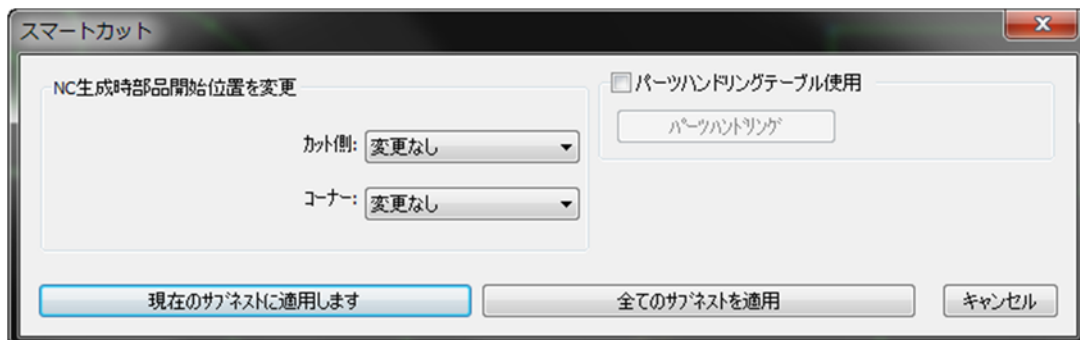 スマートカット
NC生成時部品開始位置を変更
カット側: 変更なし
コーナー: 変更なし
パーツハンドリングテーブル使用
パーツハンドリング
現在のサブネストに適用します
全てのサブネストを適用
キャンセル